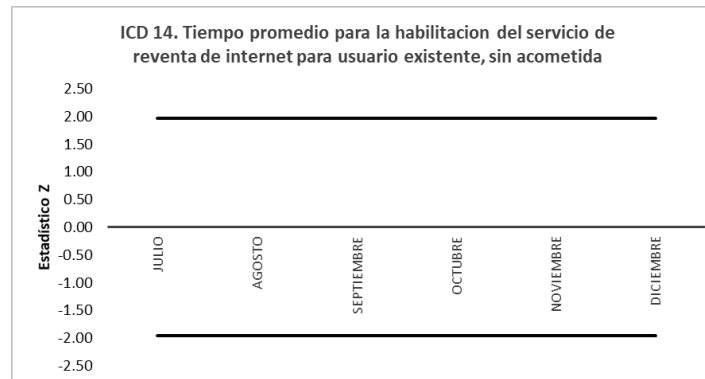 ICD 14. Tiempo promedio para la habilitacion del servicio de
reventa de internet para usuario existente, sin acometida
Estadístico Z
2.50
2.00
1.50
1.00
0.50
0.00
-0.50
-1.00
-1.50
-2.00
-2.50
JULIO
AGOSTO
SEPTIEMBRE
OCTUBRE
NOVIEMBRE
DICIEMBRE